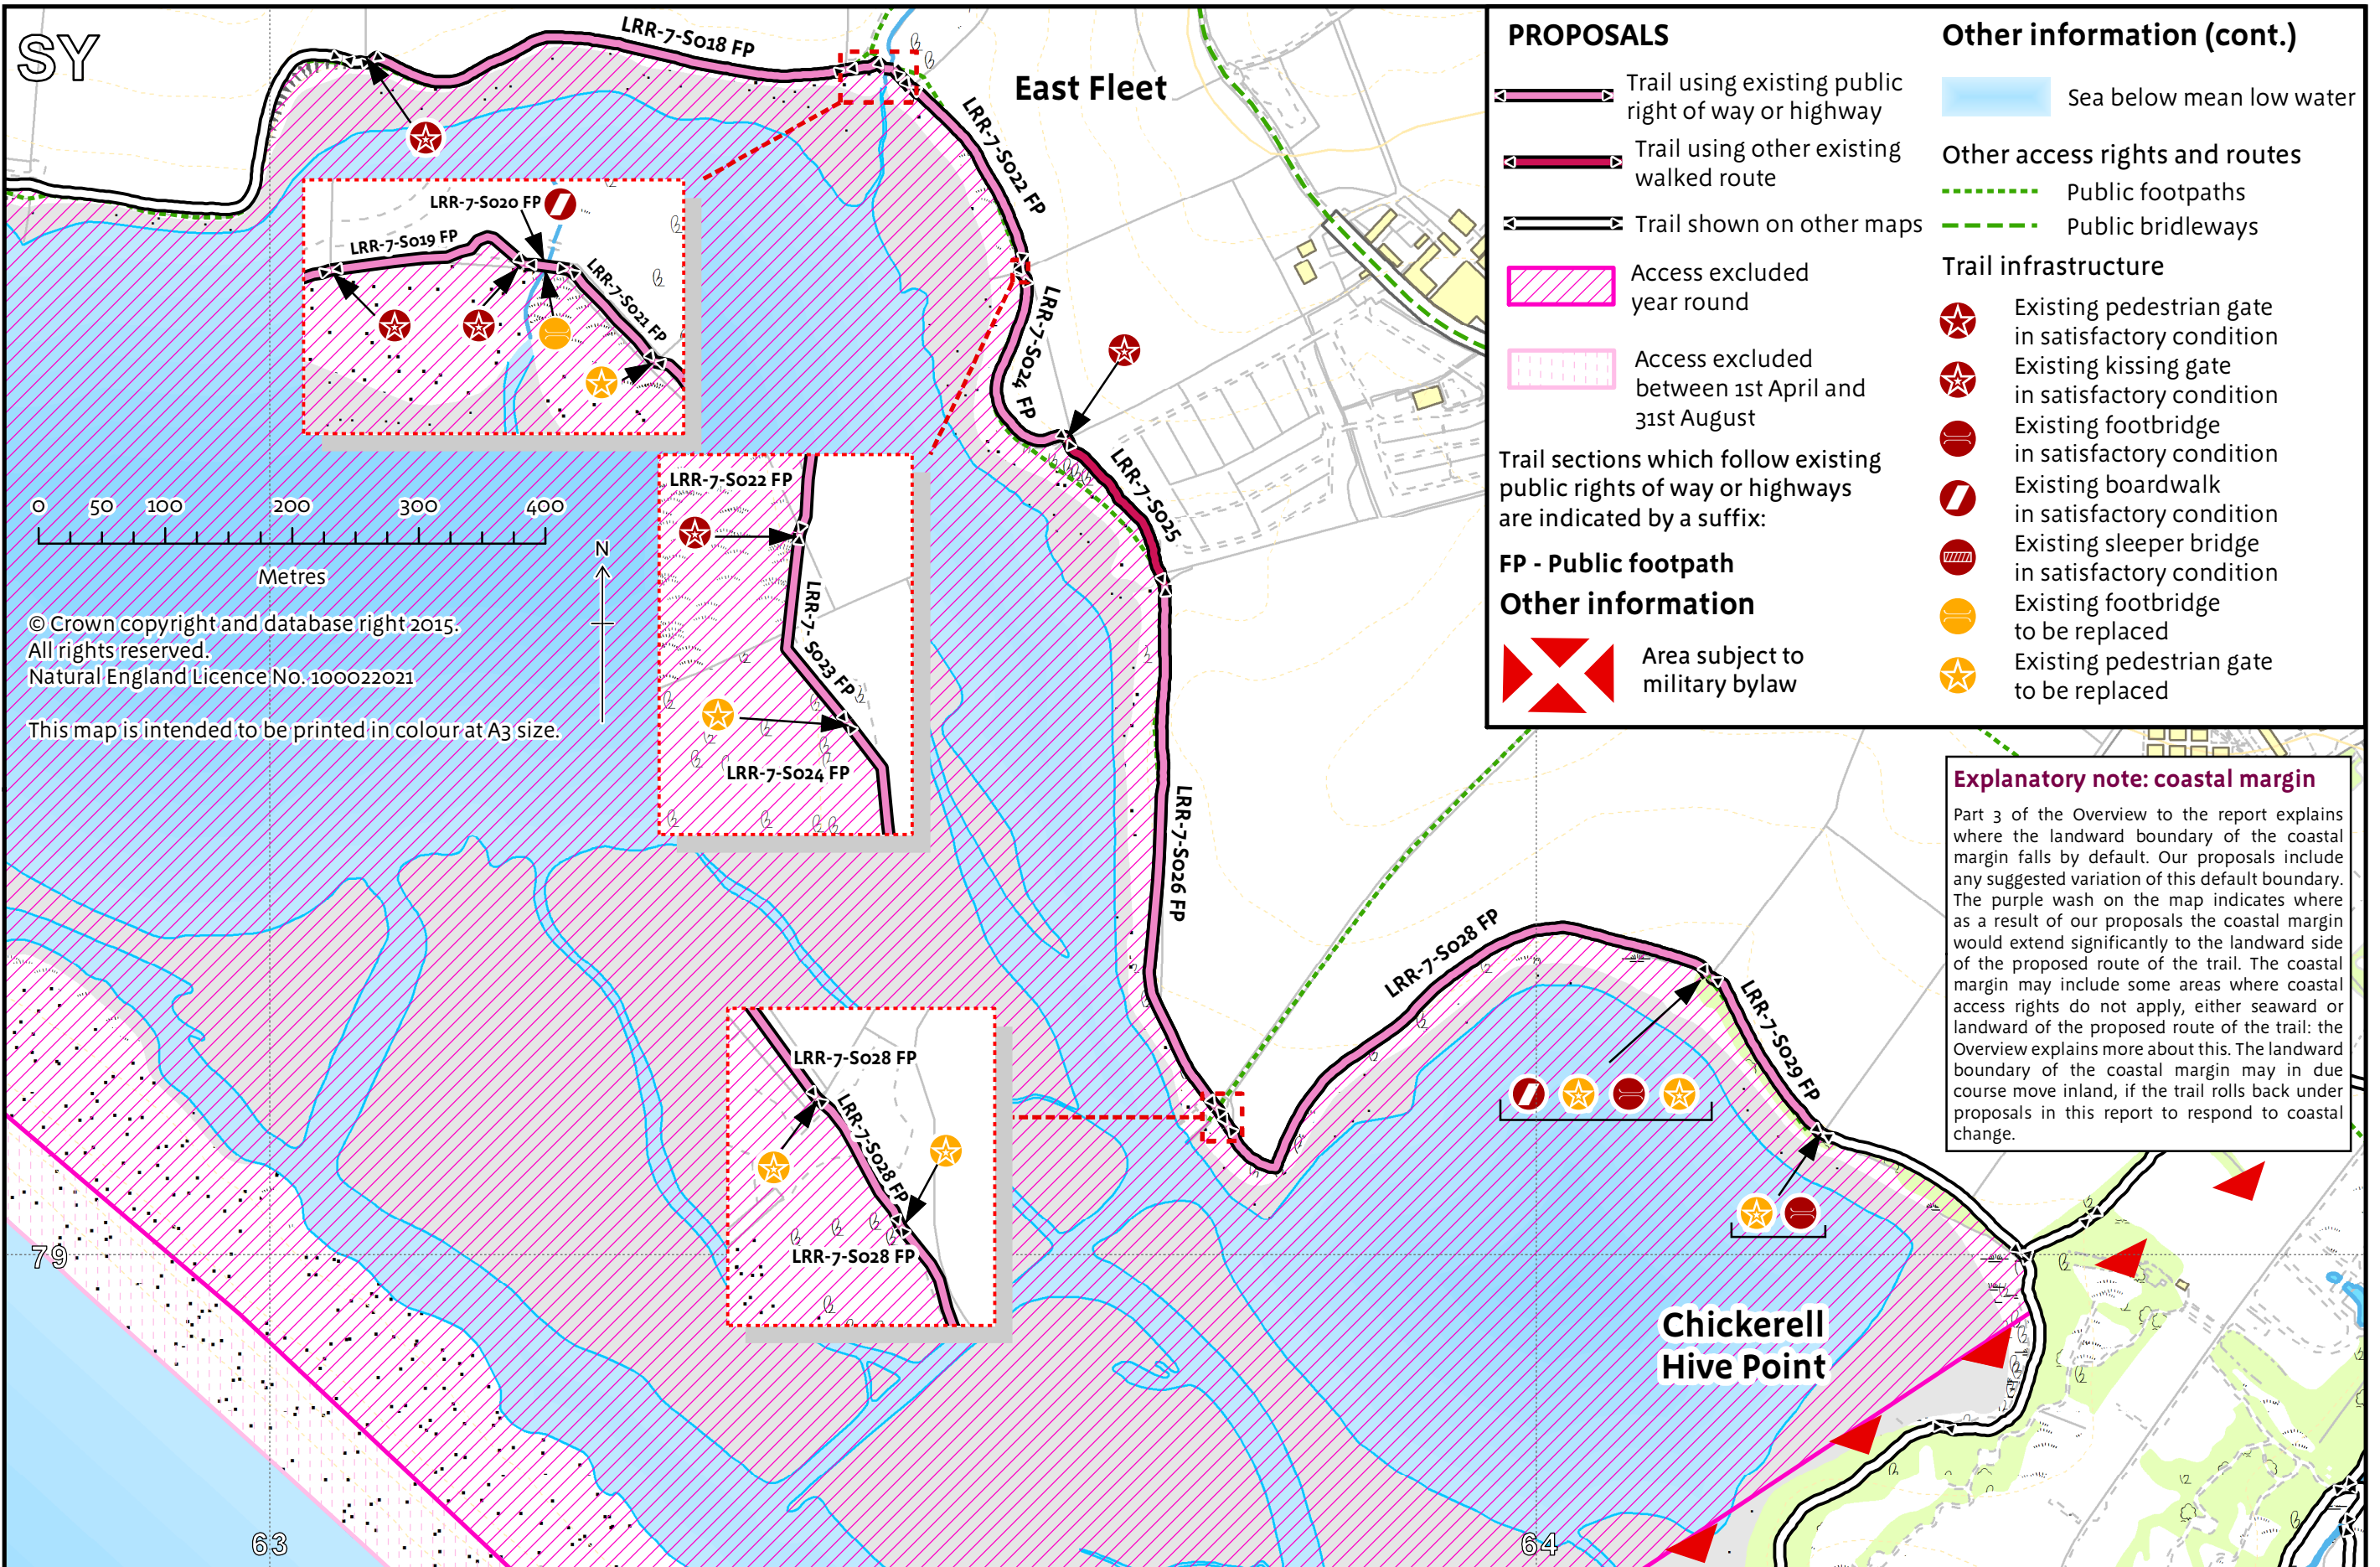 SY
LRR-7-S018 FP
East Fleet
LRR-7-S022 FP
LRR-7-S020 FP
LRR-7-S019 FP
LRR-7-S021 FP
LRR-7-S024 FP
LRR-7-S025
LRR-7-S022 FP
LRR-7- S023 FP
LRR-7-S024 FP
0 50 100 200 300 400
Metres
N
© Crown copyright and database right 2015.
All rights reserved.
Natural England Licence No. 100022021
This map is intended to be printed in colour at A3 size.
LRR-7-S026 FP
LRR-7-S028 FP
LRR-7-S029 FP
LRR-7-S028 FP
LRR-7-S028 FP
LRR-7-S028 FP
Chickerell
Hive Point
79
63
64
PROPOSALS
Trail using existing public
right of way or highway
Trail using other existing
walked route
Trail shown on other maps
Access excluded
year round
Access excluded
between 1st April and
31st August
Trail sections which follow existing
public rights of way or highways
are indicated by a suffix:
FP - Public footpath
Other information
Area subject to
military bylaw
Other information (cont.)
Sea below mean low water
Other access rights and routes
Public footpaths
Public bridleways
Trail infrastructure
Existing pedestrian gate
in satisfactory condition
Existing kissing gate
in satisfactory condition
Existing footbridge
in satisfactory condition
Existing boardwalk
in satisfactory condition
Existing sleeper bridge
in satisfactory condition
Existing footbridge
to be replaced
Existing pedestrian gate
to be replaced
Explanatory note: coastal margin
Part 3 of the Overview to the report explains
where the landward boundary of the coastal
margin falls by default. Our proposals include
any suggested variation of this default boundary.
The purple wash on the map indicates where
as a result of our proposals the coastal margin
would extend significantly to the landward side
of the proposed route of the trail. The coastal
margin may include some areas where coastal
access rights do not apply, either seaward or
landward of the proposed route of the trail: the
Overview explains more about this. The landward
boundary of the coastal margin may in due
course move inland, if the trail rolls back under
proposals in this report to respond to coastal
change.